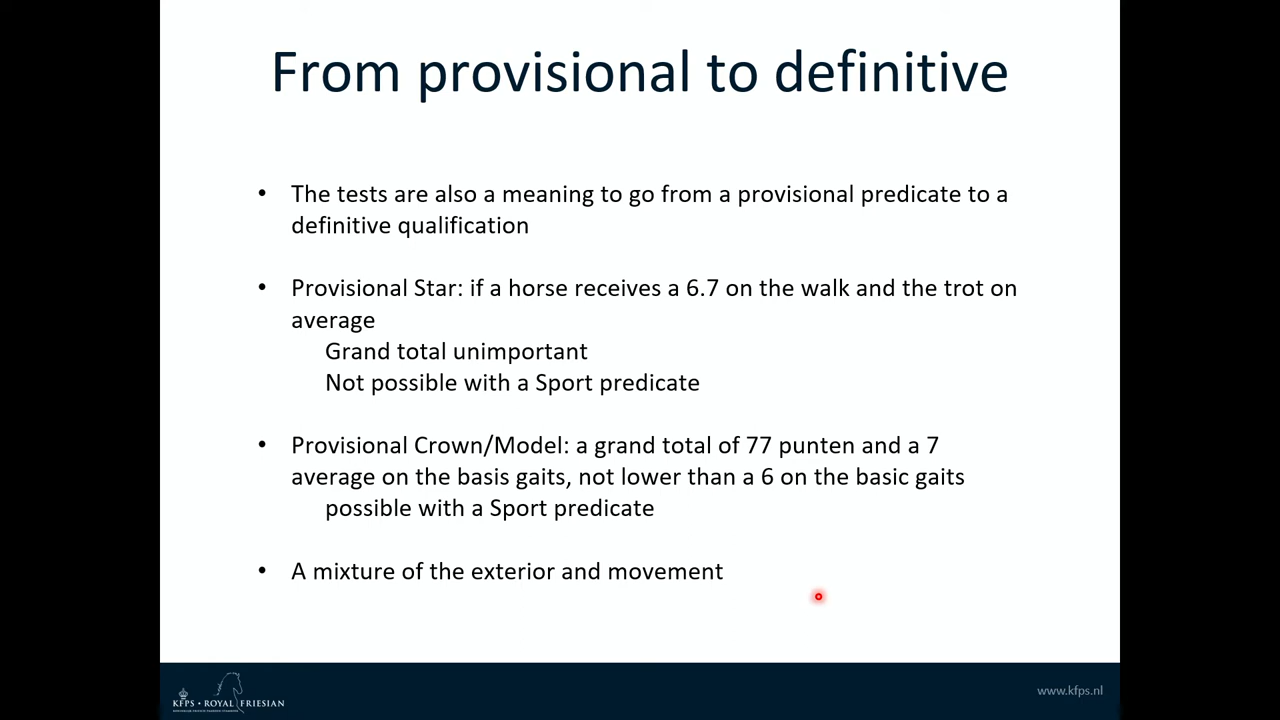 From provisional to definitive
• The tests are also a meaning to go from a provisional predicate to a
definitive qualification
• Provisional Star: if a horse receives a 6.7 on the walk and the trot on
average
Grand total unimportant
Not possible with a Sport predicate
• Provisional Crown/Model: a grand total of 77 punten and a 7
average on the basis gaits, not lower than a 6 on the basic gaits
possible with a Sport predicate
• A mixture of the exterior and movement
KFPS • ROYAL FRIESIAN
www.kfps.nl